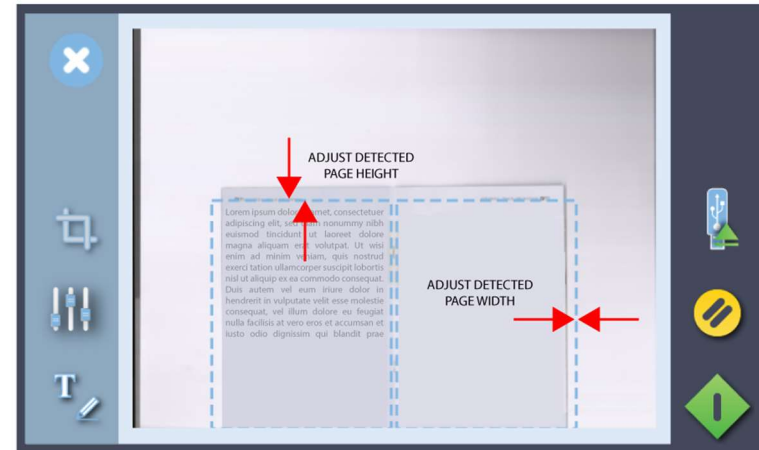 ADJUST DETECTED
PAGE HEIGHT
Lorem ipsum dolor amet, consectetuer
adipiscing elit, sed diam nonummy nibh
euismod tincidunt ut laoreet dolore
magna aliquam erat volutpat. Ut wisi
enim ad minim veniam, quis nostrud
exerci tation ullamcorper suscipit lobortis
nisl ut aliquip ex ea commodo consequat.
Duis autem vel eum iriure dolor in
hendrerit in vulputate velit esse molestie
consequat, vel illum dolore eu feugiat
nulla facilisis at vero eros et accumsan et
iusto odio dignissim qui blandit prae
ADJUST DETECTED
PAGE WIDTH
T